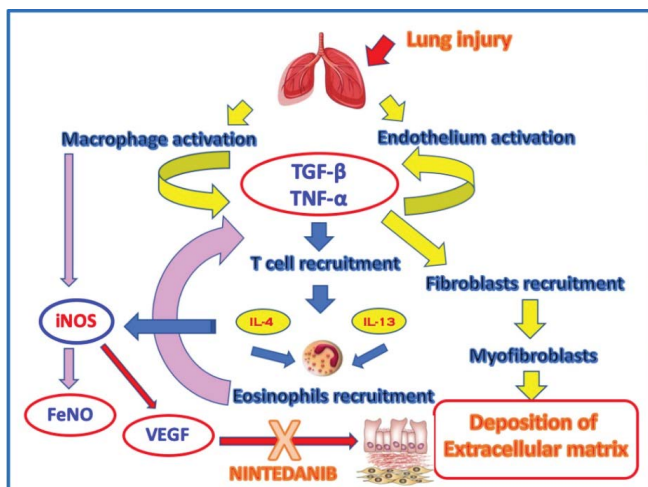 Lung injury
Macrophage activation
Endothelium activation
TGF-β
TNF-α
T cell recruitment
Fibroblasts recruitment
iNOS
IL-4
IL-13
Myofibroblasts
Eosinophils recruitment
FeNO
VEGF
NINTEDANIB
Deposition of
Extracellular matrix